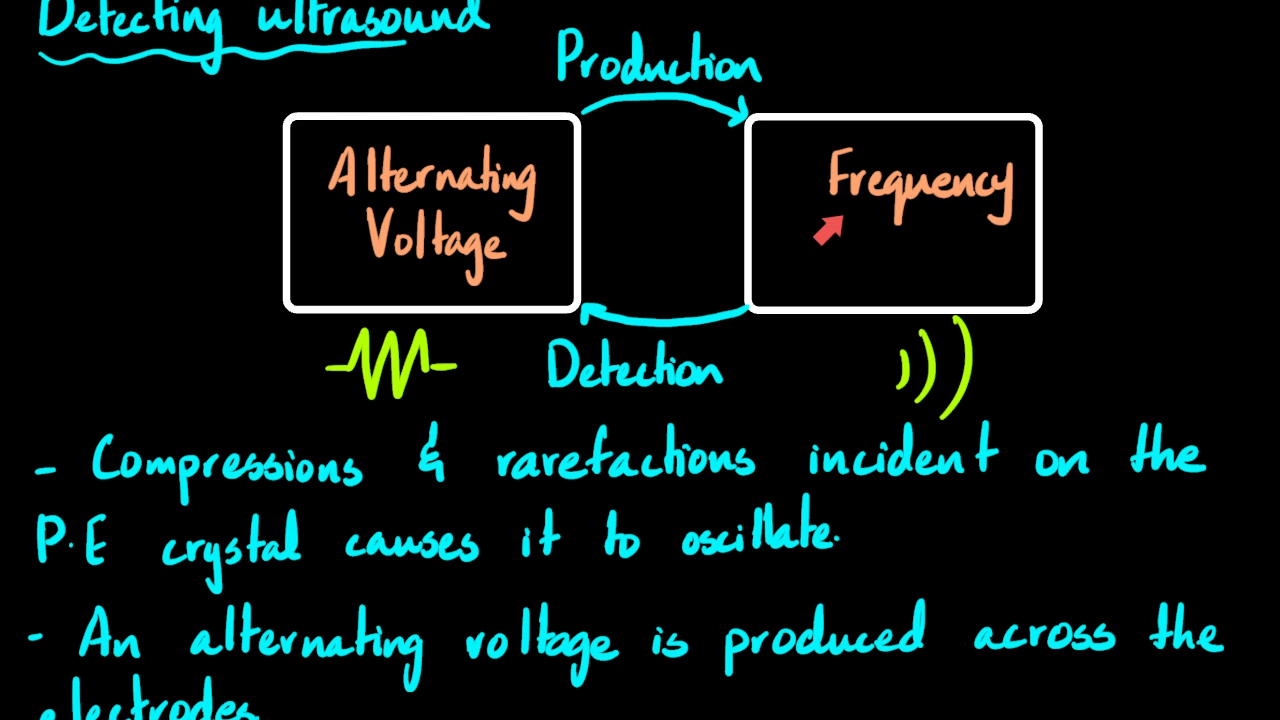 Detecting ultrasound
Production
Alternating
Voltage
Frequency
Detection
- Compressions & rarefactions incident on the
P.E crystal causes it to oscillate.
- An alternating voltage is produced across the
electrodes